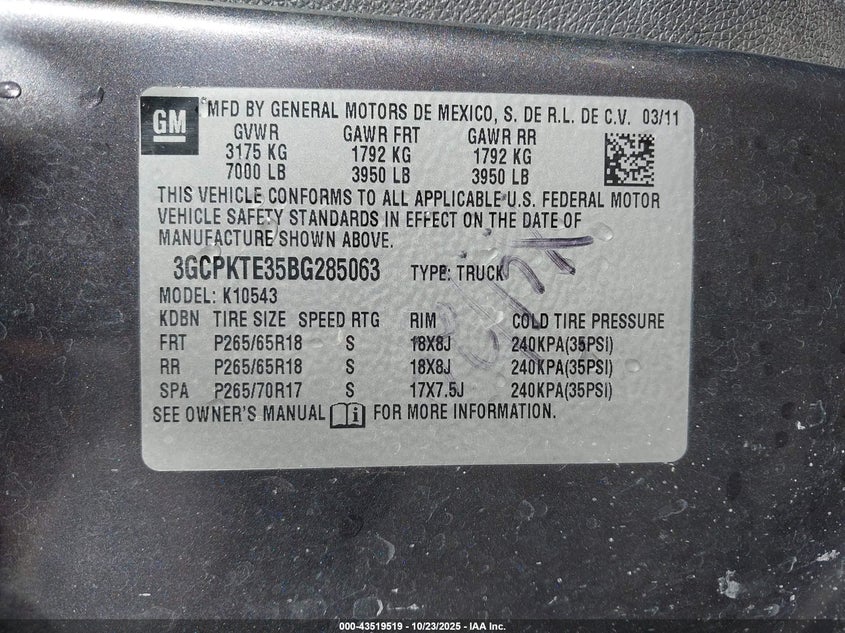 GM
MFD BY GENERAL MOTORS DE MEXICO, S. DE R.L. DE C.V. 03/11
GVWR GAWR FRT GAWR RR
3175 KG 1792 KG 1792 KG
7000 LB 3950 LB 3950 LB
THIS VEHICLE CONFORMS TO ALL APPLICABLE U.S. FEDERAL MOTOR
VEHICLE SAFETY STANDARDS IN EFFECT ON THE DATE OF
MANUFACTURE SHOWN ABOVE.
3GCPKTE35BG285063 TYPE: TRUCK
MODEL: K10543
KDBN TIRE SIZE SPEED RTG RIM COLD TIRE PRESSURE
FRT P265/65R18 S 18X8J 240KPA(35PSI)
RR P265/65R18 S 18X8J 240KPA(35PSI)
SPA P265/70R17 S 17X7.5J 240KPA(35PSI)
SEE OWNER'S MANUAL FOR MORE INFORMATION.
000-43519519 - 10/23/2025 - IAA Inc.